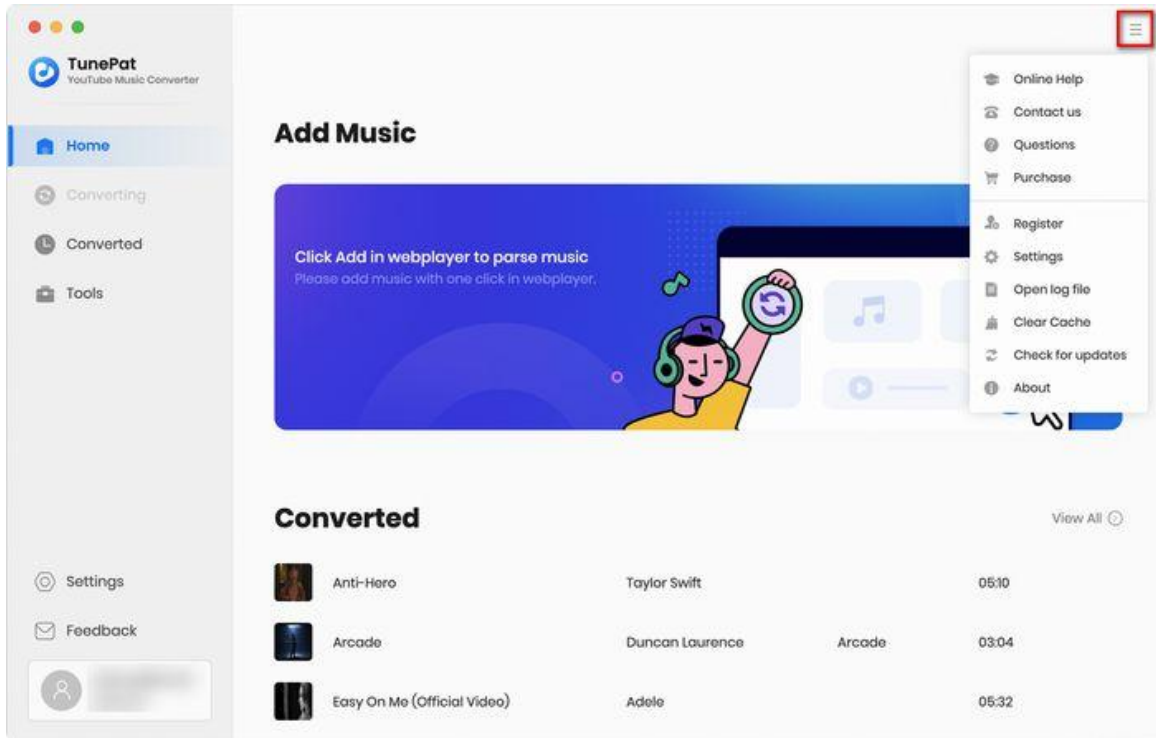 TunePat
YouTube Music Converter
Home
Converting
Converted
Tools
Settings
Feedback
Add Music
Click Add in webplayer to parse music
Please add music with one click in webplayer.
Online Help
Contact us
Questions
Purchase
Register
Settings
Open log file
Clear Cache
Check for updates
About
Converted
View All
Anti-Hero Taylor Swift 05:10
Arcade Duncan Laurence Arcade 03:04
Easy On Me (Official Video) Adele 05:32